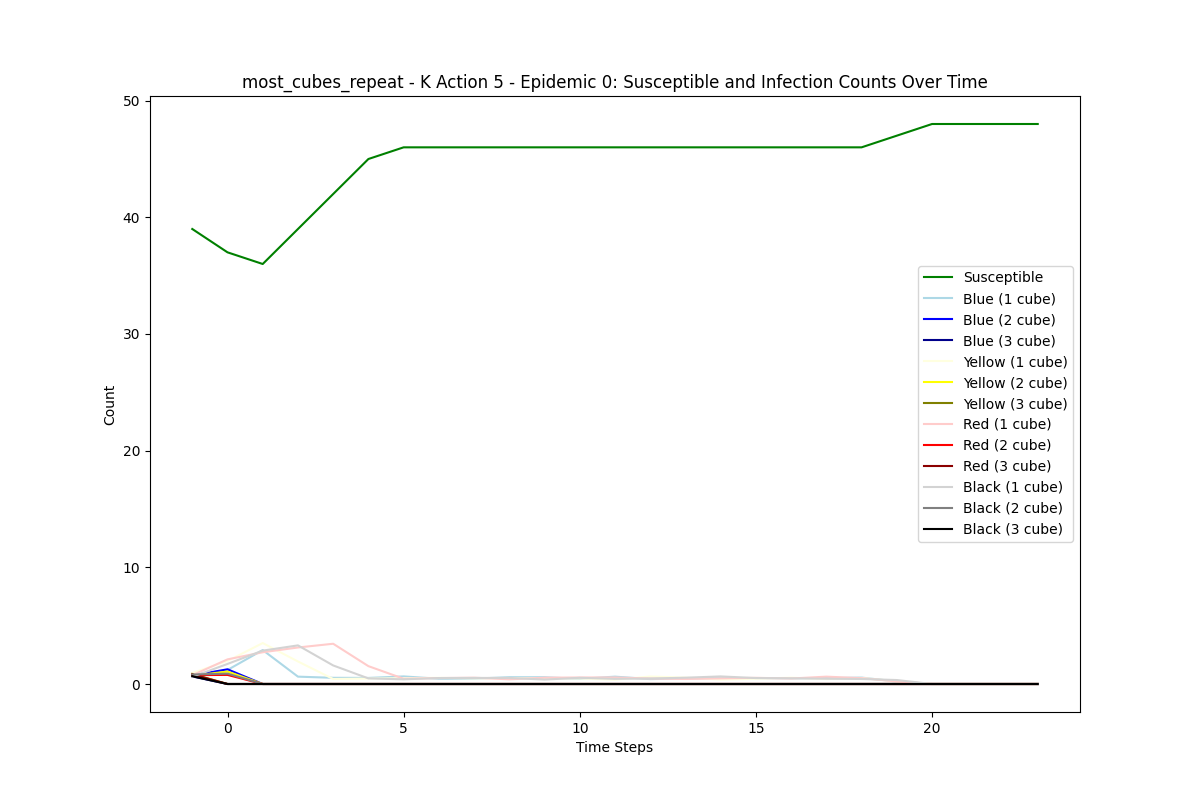 most_cubes_repeat - K Action 5 - Epidemic 0: Susceptible and Infection Counts Over Time
50
40
30
20
10
0
Count
Susceptible
Blue (1 cube)
Blue (2 cube)
Blue (3 cube)
Yellow (1 cube)
Yellow (2 cube)
Yellow (3 cube)
Red (1 cube)
Red (2 cube)
Red (3 cube)
Black (1 cube)
Black (2 cube)
Black (3 cube)
0 5 10 15 20
Time Steps